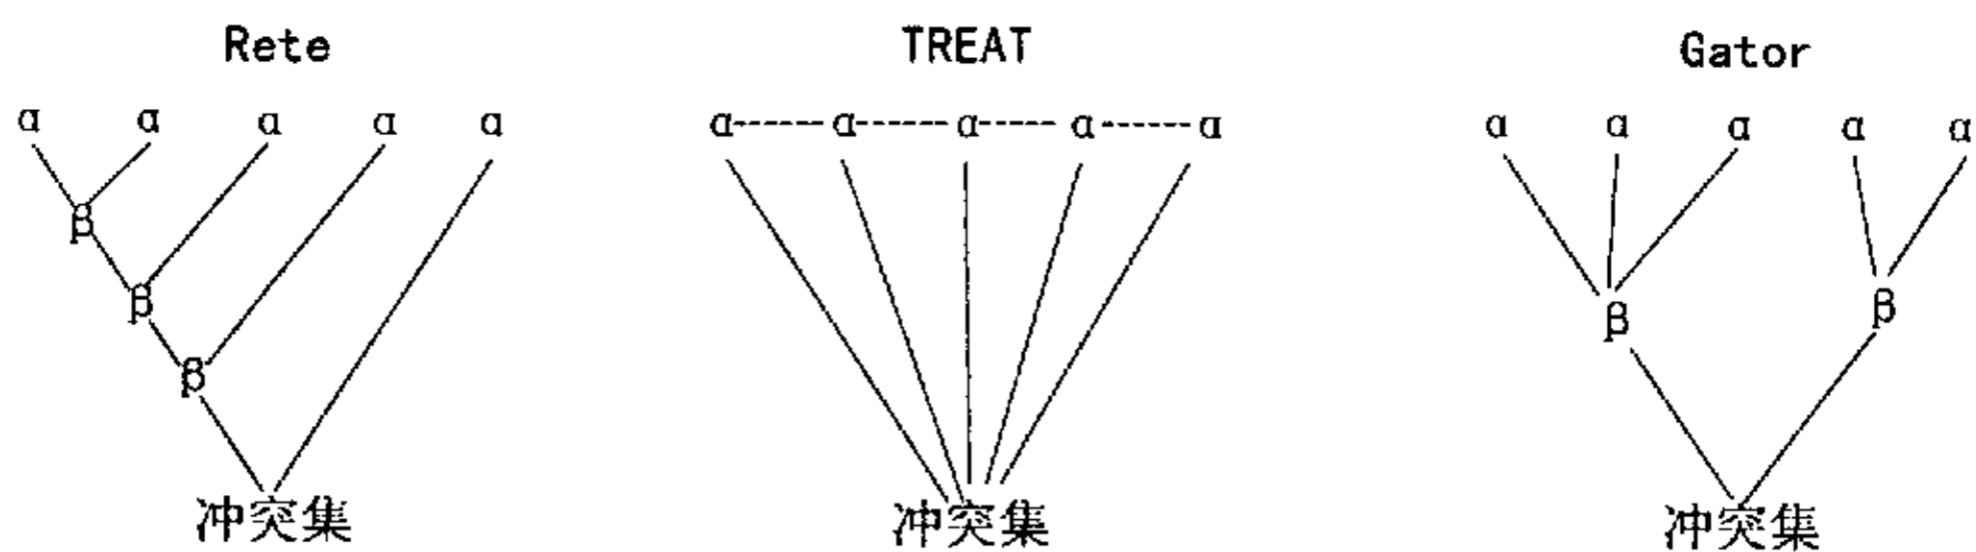 Rete TREAT Gator
α α α α α α α α α α α α α α α
β
β β
β
β
冲突集 冲突集 冲突集